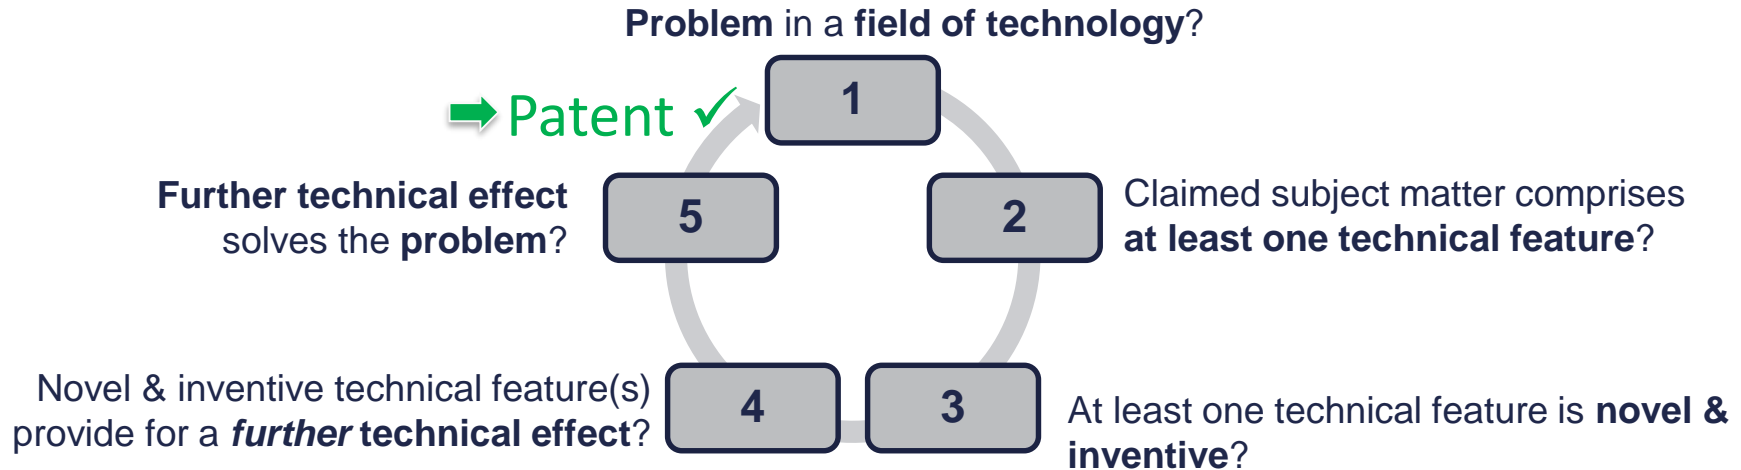 Problem in a field of technology?
1
Patent ✓
Further technical effect
solves the problem?
5
2
Claimed subject matter comprises
at least one technical feature?
Novel & inventive technical feature(s)
provide for a further technical effect?
4
3
At least one technical feature is novel &
inventive?